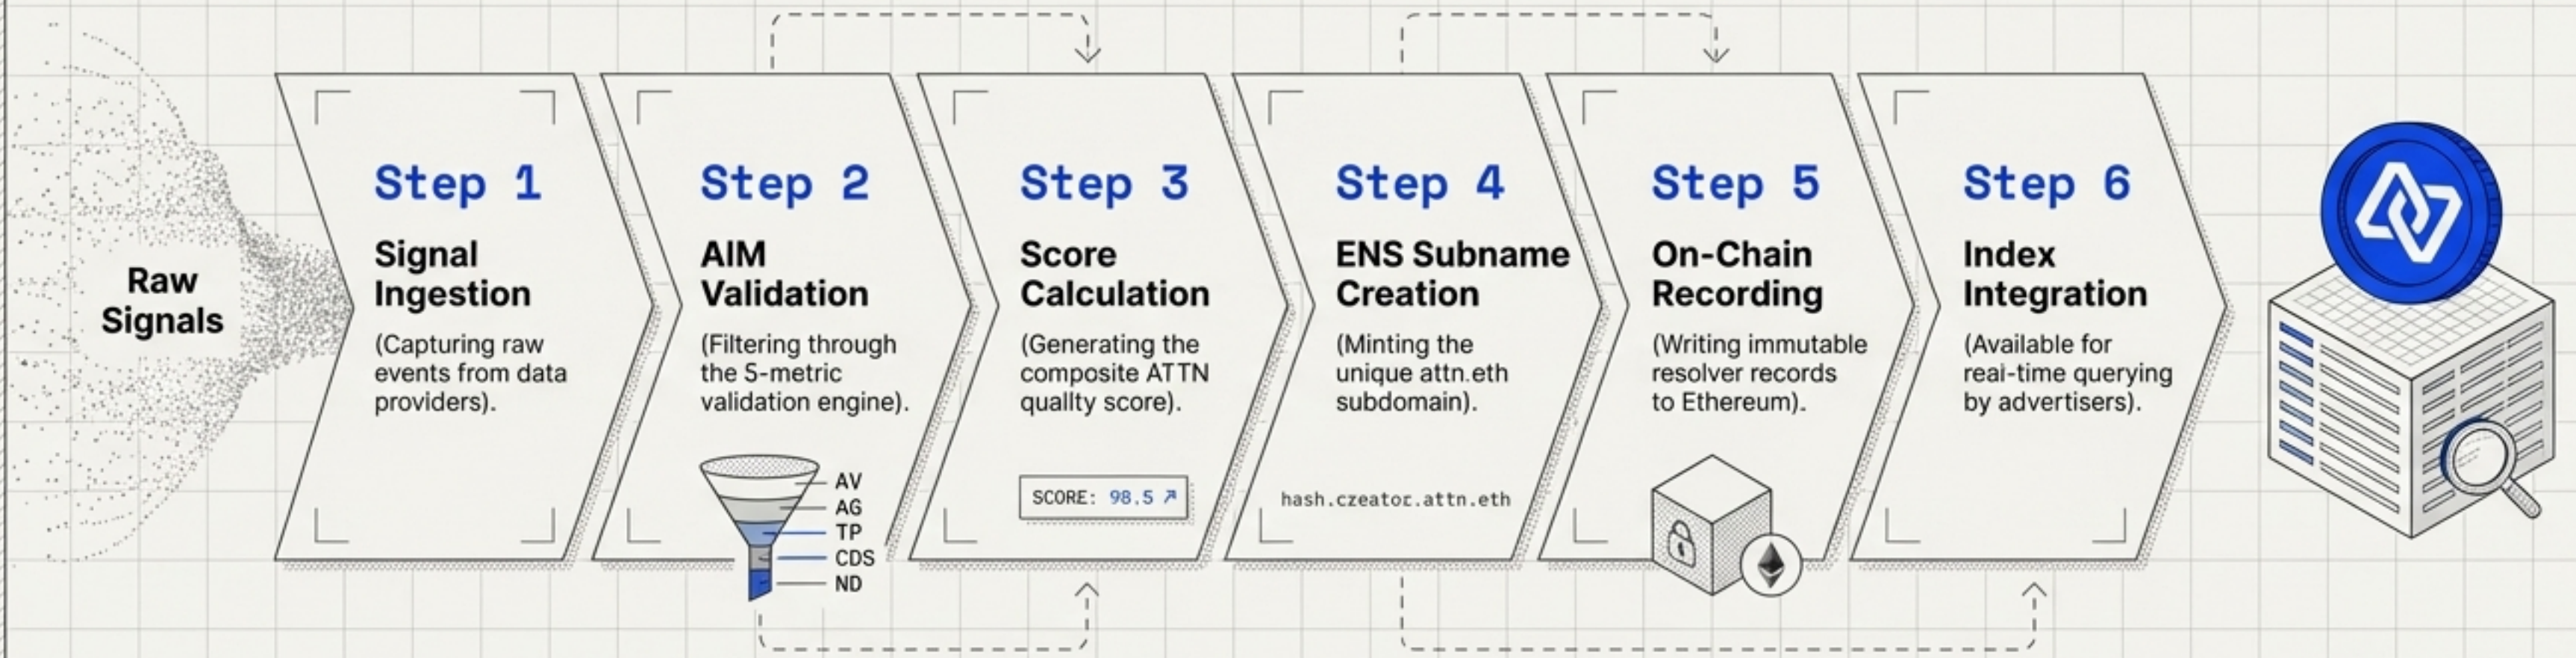 Raw
Signals
Step 1
Signal
Ingestion
(Capturing raw
events from data
providers).
Step 2
AIM
Validation
(Filtering through
the 5-metric
validation engine).
AV
AG
TP
CDS
ND
Step 3
Score
Calculation
(Generating the
composite ATTN
quallty score).
SCORE: 98.5 ↗
Step 4
ENS Subname
Creation
(Minting the
unique attn.eth
subdomain).
hash.czeatoc.attn.eth
Step 5
On-Chain
Recording
(Writing immutable
resolver records
to Ethereum).
Step 6
Index
Integration
(Available for
reai-time querying
by advertisers).